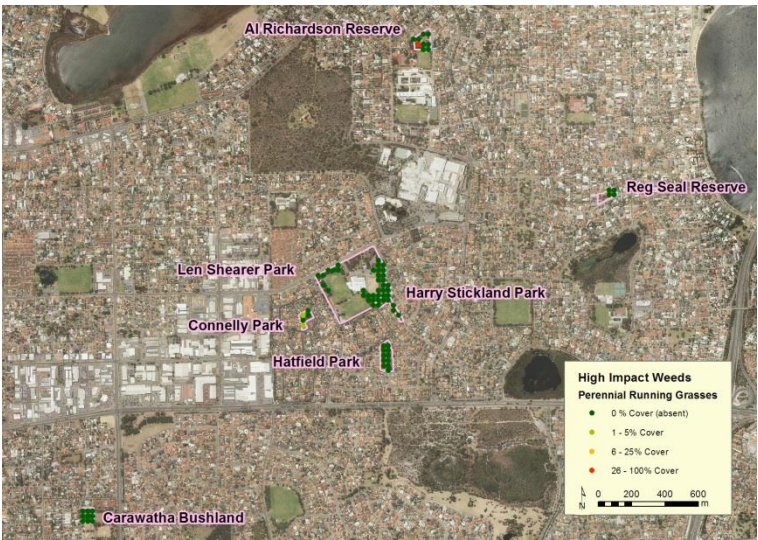 Al Richardson Reserve
Reg Seal Reserve
Len Shearer Park
Harry Stickland Park
Connelly Park
Hatfield Park
Carawatha Bushland
High Impact Weeds
Perennial Running Grasses
0 % Cover (absent)
1 - 5% Cover
6 - 25% Cover
26 - 100% Cover
N
0 200 400 600
m